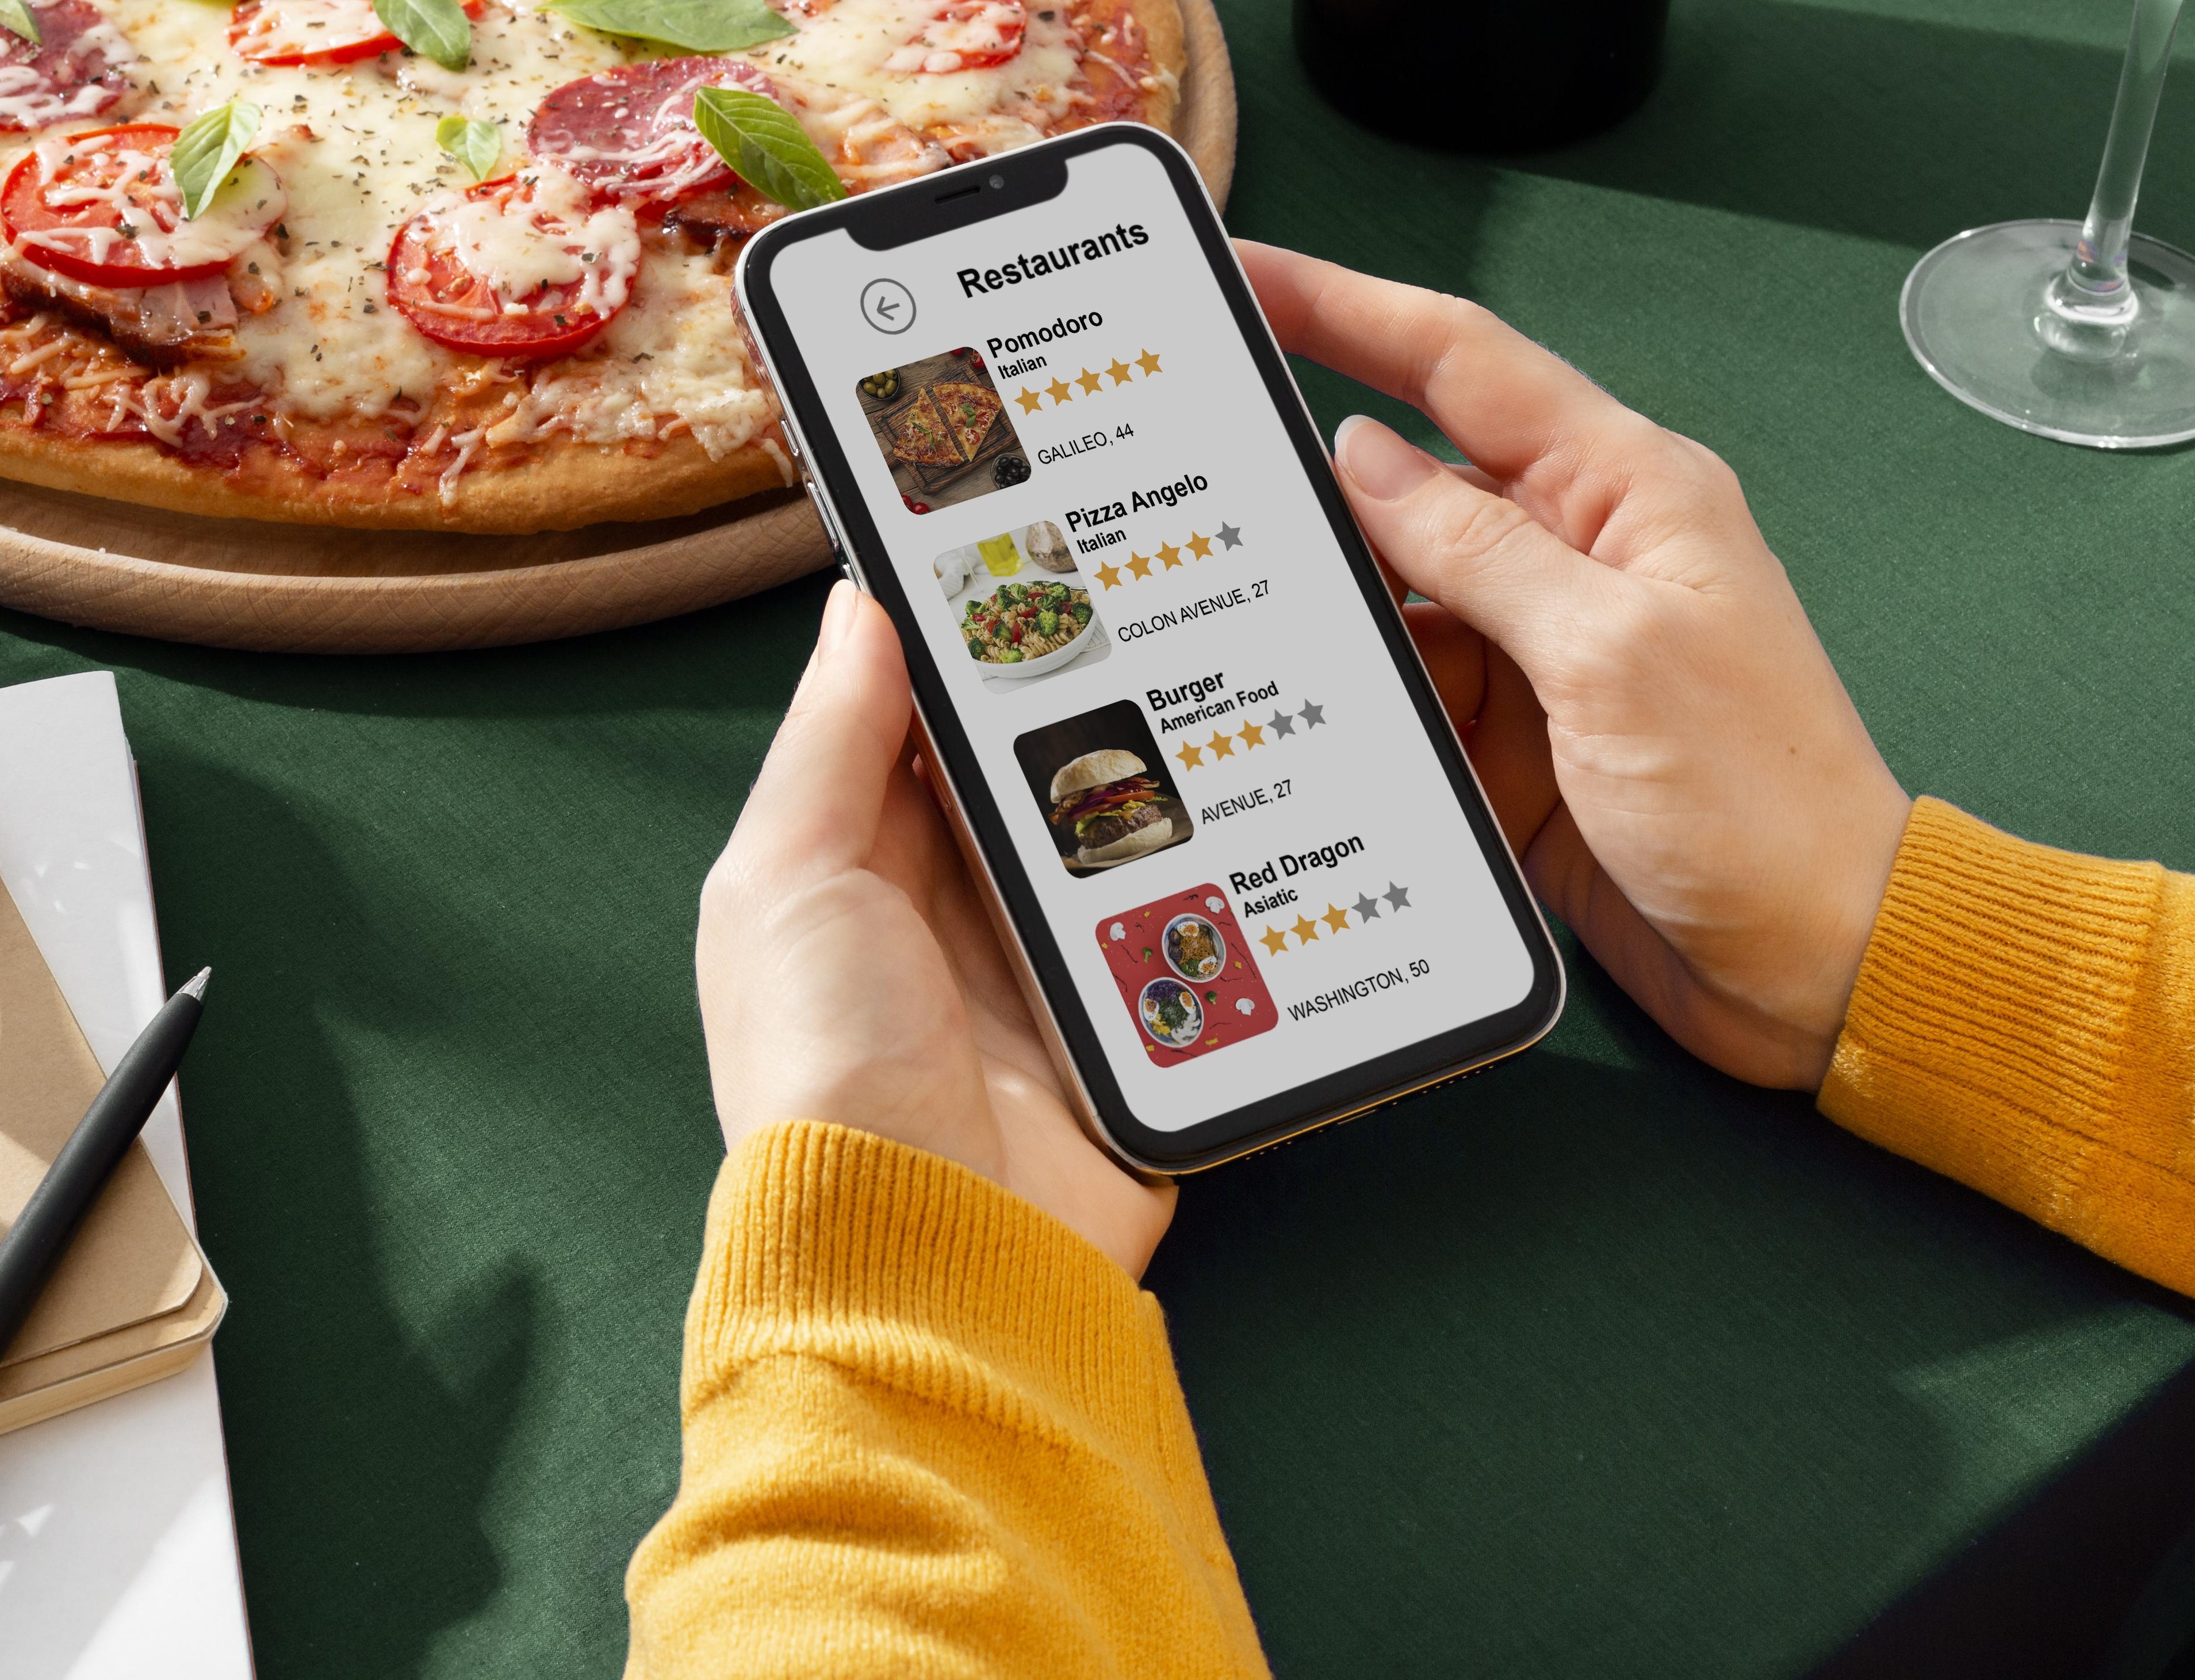 Restaurants
Pomodoro
Italian
GALILEO, 44
Pizza Angelo
Italian
COLON AVENUE, 27
Burger
American Food
AVENUE, 27
Red Dragon
Asiatic
WASHINGTON, 50